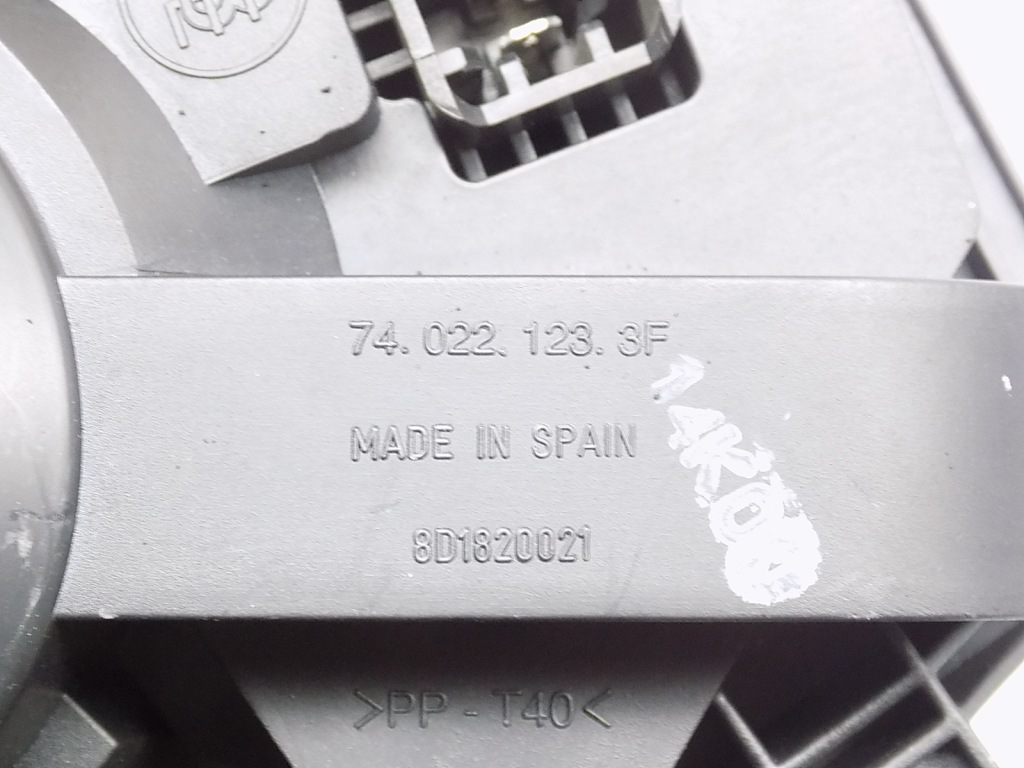 74. 022. 123. 3F
MADE IN SPAIN
8D1820021
>PP - T40<